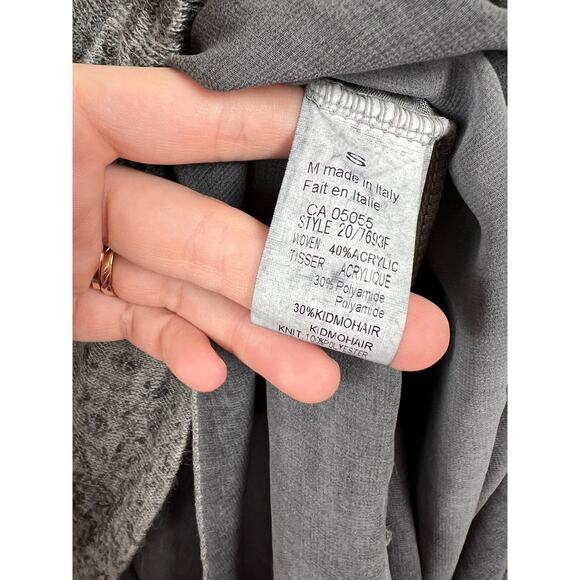 S
M made in Italy
Fait en Italie
CA 05055
STYLE 20/7693F
WOVEN: 40%ACRYLIC
TISSER ACRYLIQUE
30% Polyamide
Polyamide
30%KIDMOHAIR
KIDMOHAIR
KNIT:100%POLYESTER